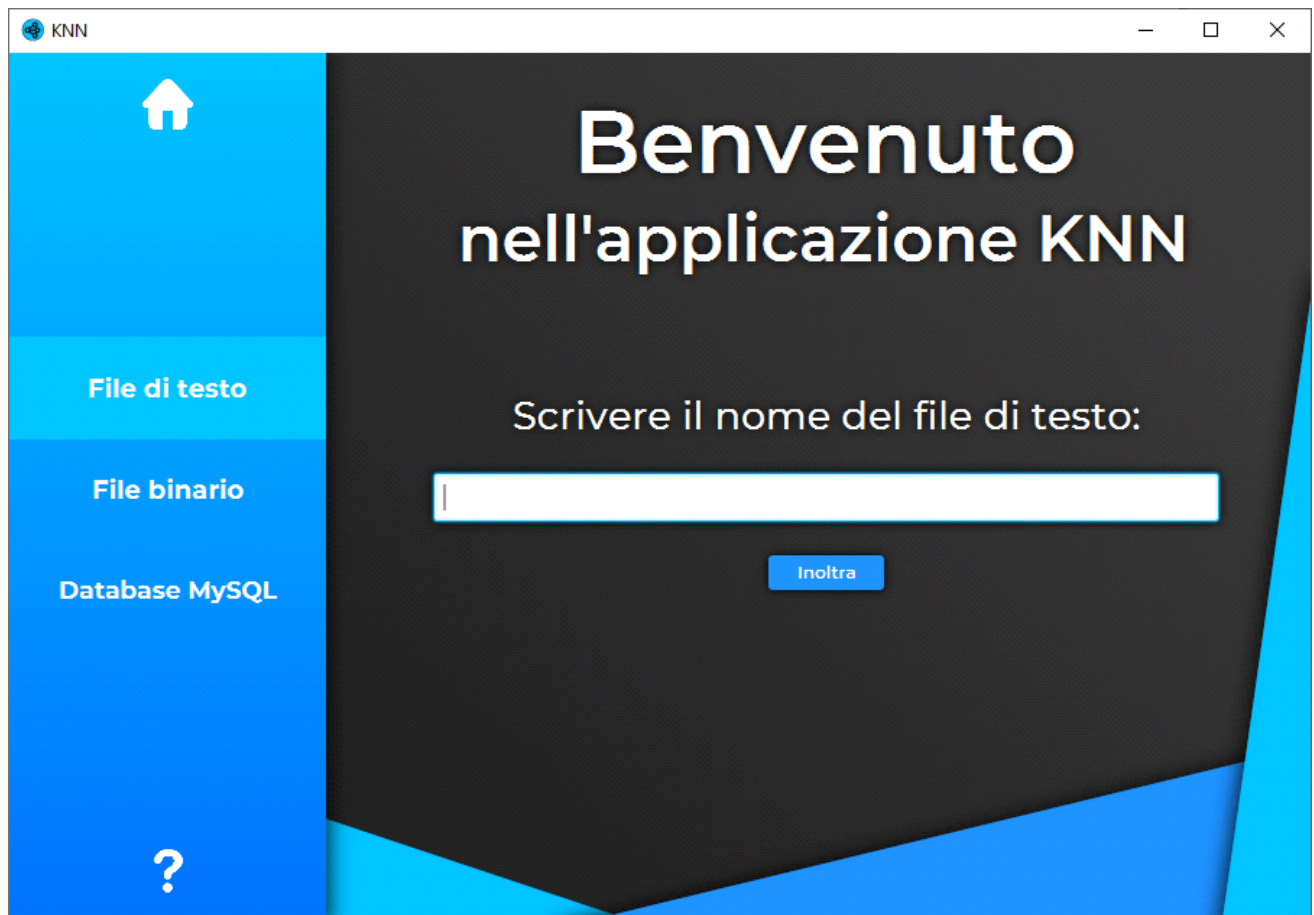 KNN
Benvenuto
nell'applicazione KNN
File di testo
File binario
Database MySQL
?
Scrivere il nome del file di testo:
Inoltra